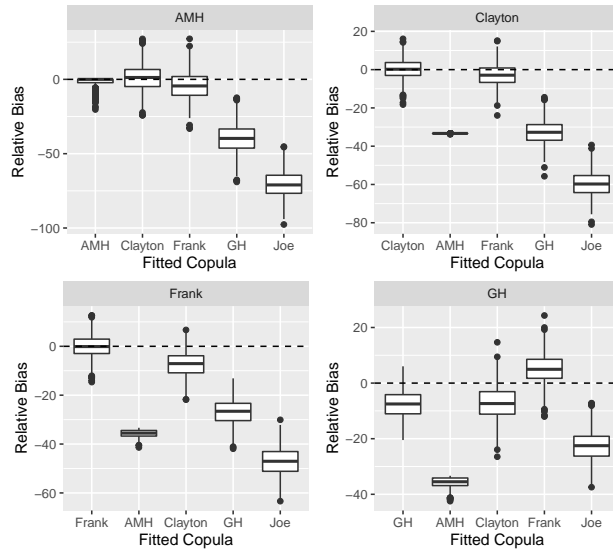 AMH
Relative Bias
0
−50
−100
AMH Clayton Frank GH Joe
Fitted Copula
Clayton
Relative Bias
20
0
−20
−40
−60
−80
Clayton AMH Frank GH Joe
Fitted Copula
Frank
Relative Bias
0
−20
−40
−60
Frank AMH Clayton GH Joe
Fitted Copula
GH
Relative Bias
20
0
−20
−40
GH AMH Clayton Frank Joe
Fitted Copula